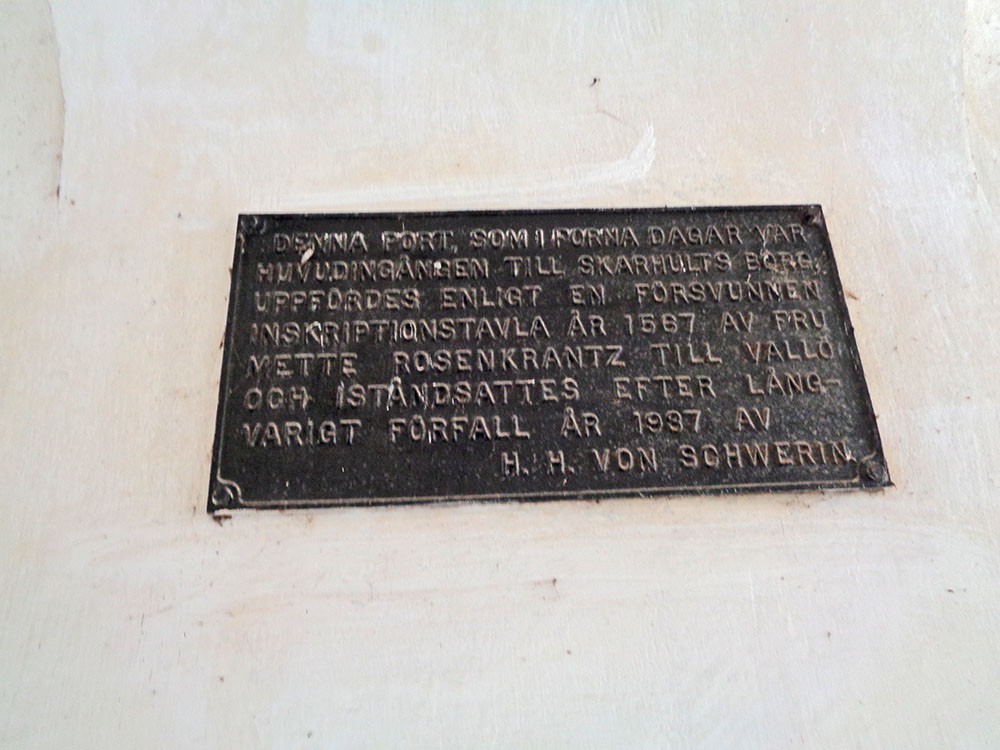 DENNA PORT, SOM I FORNA DAGAR VAR
HUVUDINGÅNGEN TILL SKARHULTS BORG,
UPPFÖRDES ENLIGT EN FÖRSVUNNEN
INSKRIPTIONSTAVLA ÅR 1567 AV FRU
METTE ROSENKRANTZ TILL VALLÖ
OCH ISTÅNDSATTES EFTER LÅNG-
VARIGT FÖRFALL ÅR 1937 AV
H. H. VON SCHWERIN